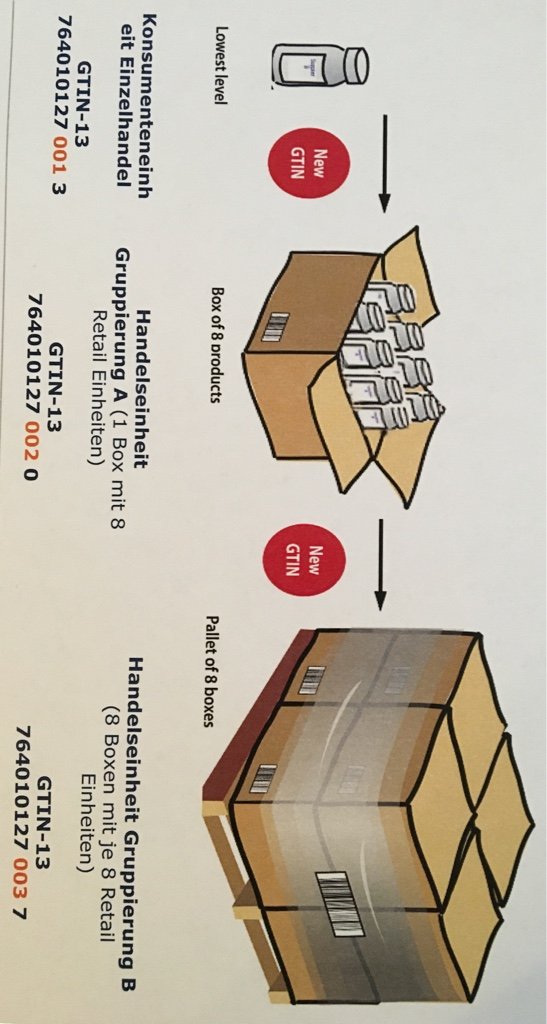 New
GTIN
New
GTIN
Lowest level
Box of 8 products
Pallet of 8 boxes
Konsumenteneinh
eit Einzelhandel
GTIN-13
764010127 001 3
Handelseinheit
Gruppierung A (1 Box mit 8
Retail Einheiten)
GTIN-13
764010127 002 0
Handelseinheit Gruppierung B
(8 Boxen mit je 8 Retail
Einheiten)
GTIN-13
764010127 003 7